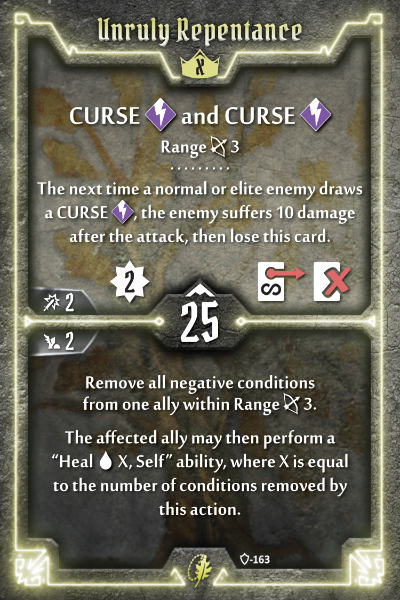 Unruly Repentance
X
CURSE and CURSE
Range 3
The next time a normal or elite enemy draws
a CURSE , the enemy suffers 10 damage
after the attack, then lose this card.
2
2
25
2
Remove all negative conditions
from one ally within Range 3.
The affected ally may then perform a
“Heal X, Self” ability, where X is equal
to the number of conditions removed by
this action.
-163